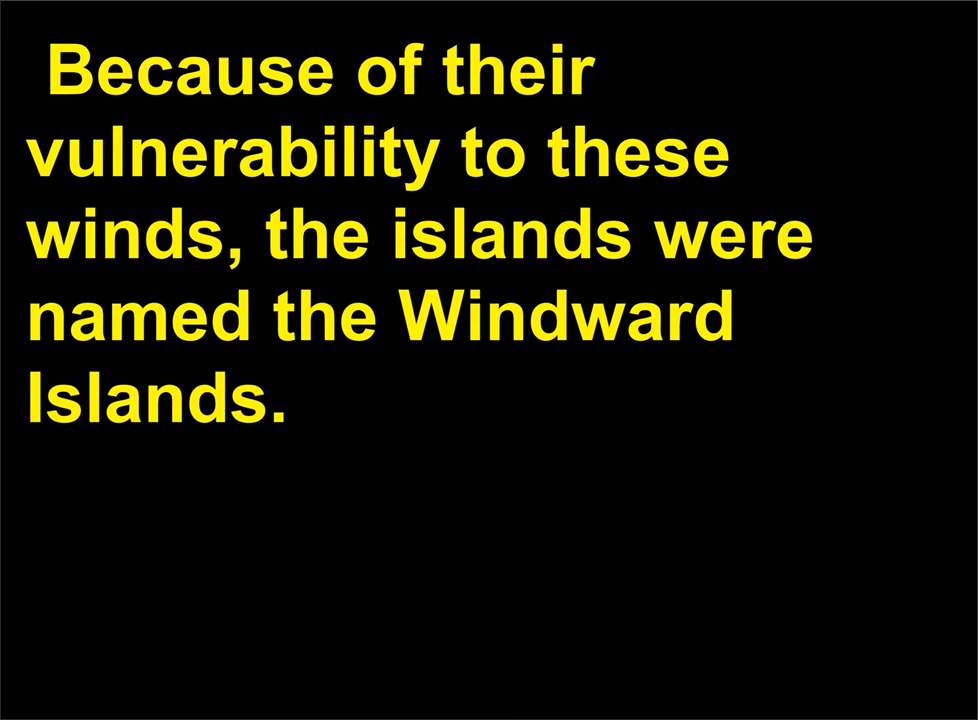 Because of their
vulnerability to these
winds, the islands were
named the Windward
Islands.